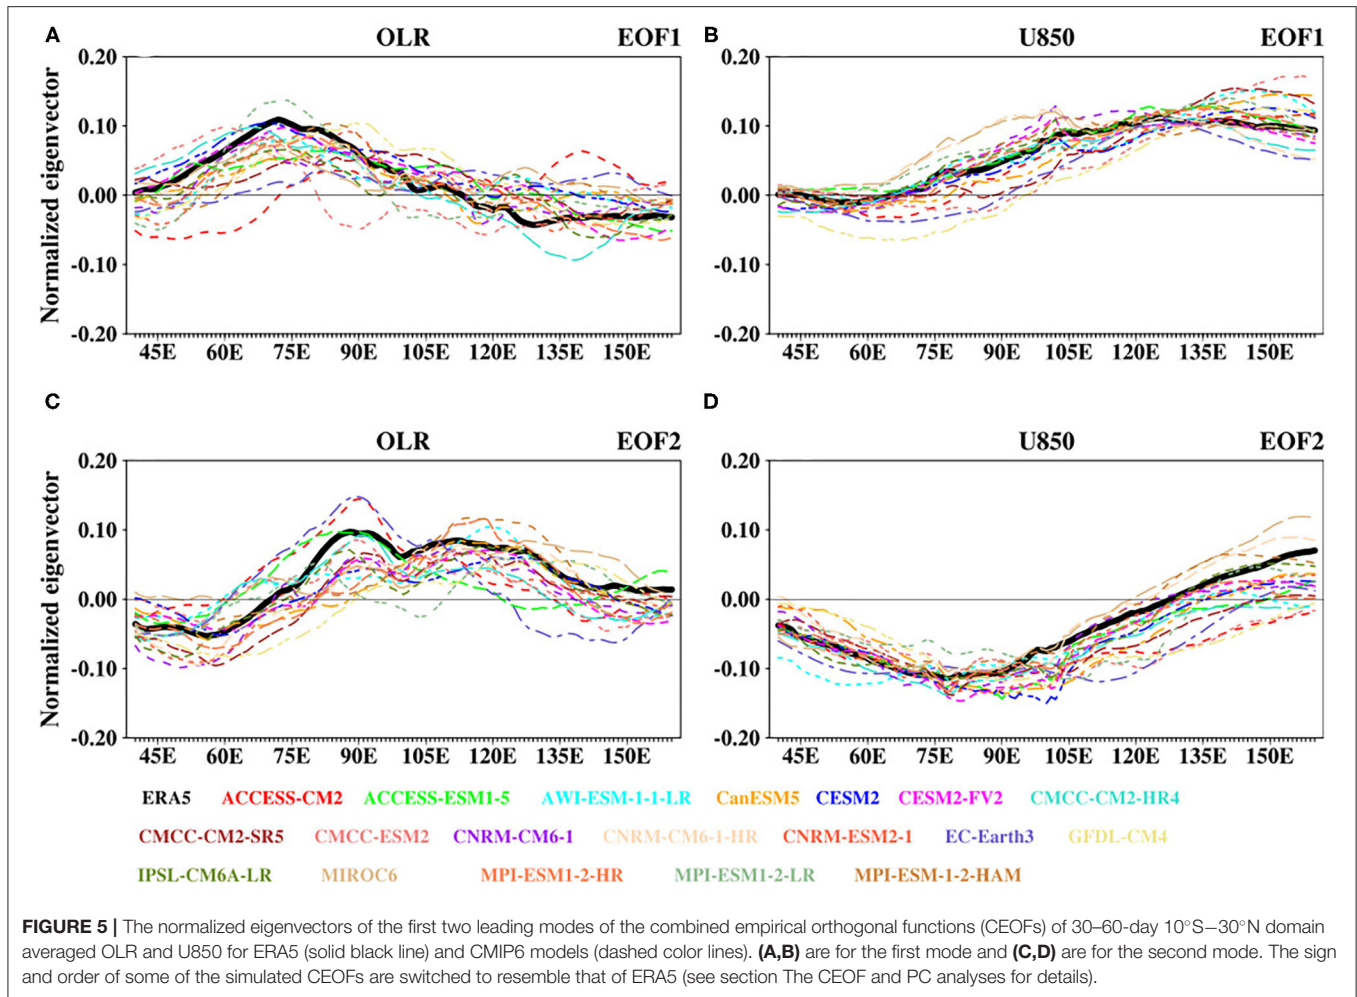 A OLR EOF1
B U850 EOF1
Normalized eigenvector
0.20
0.10
0.00
-0.10
-0.20
45E 60E 75E 90E 105E 120E 135E 150E
0.20
0.10
0.00
-0.10
-0.20
45E 60E 75E 90E 105E 120E 135E 150E
C OLR EOF2
D U850 EOF2
Normalized eigenvector
0.20
0.10
0.00
-0.10
-0.20
45E 60E 75E 90E 105E 120E 135E 150E
0.20
0.10
0.00
-0.10
-0.20
45E 60E 75E 90E 105E 120E 135E 150E
ERA5 ACCESS-CM2 ACCESS-ESM1-5 AWI-ESM-1-1-LR CanESM5 CESM2 CESM2-FV2 CMCC-CM2-HR4
CMCC-CM2-SR5 CMCC-ESM2 CNRM-CM6-1 CNRM-CM6-1-HR CNRM-ESM2-1 EC-Earth3 GFDL-CM4
IPSL-CM6A-LR MIROC6 MPI-ESM1-2-HR MPI-ESM1-2-LR MPI-ESM-1-2-HAM
FIGURE 5 | The normalized eigenvectors of the first two leading modes of the combined empirical orthogonal functions (CEOFs) of 30–60-day 10°S–30°N domain
averaged OLR and U850 for ERA5 (solid black line) and CMIP6 models (dashed color lines). (A,B) are for the first mode and (C,D) are for the second mode. The sign
and order of some of the simulated CEOFs are switched to resemble that of ERA5 (see section The CEOF and PC analyses for details).